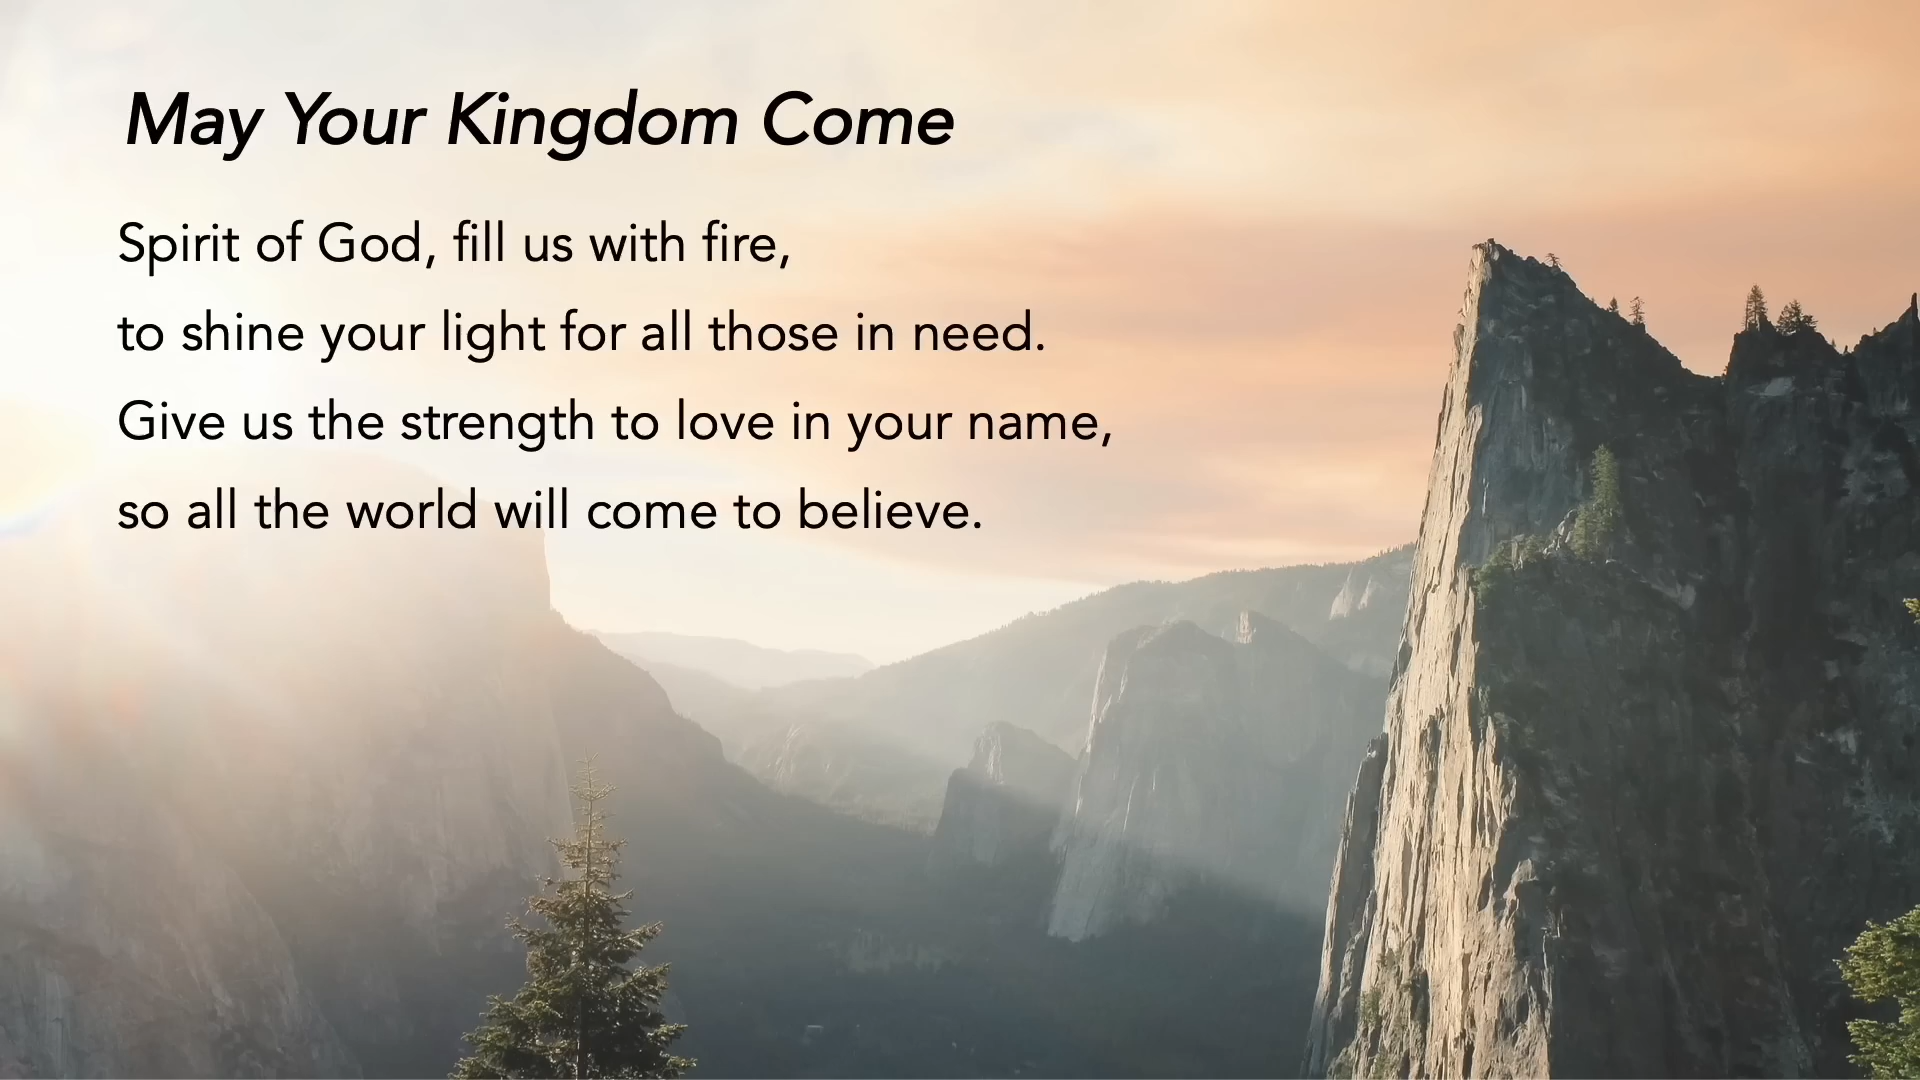 May Your Kingdom Come
Spirit of God, fill us with fire,
to shine your light for all those in need.
Give us the strength to love in your name,
so all the world will come to believe.